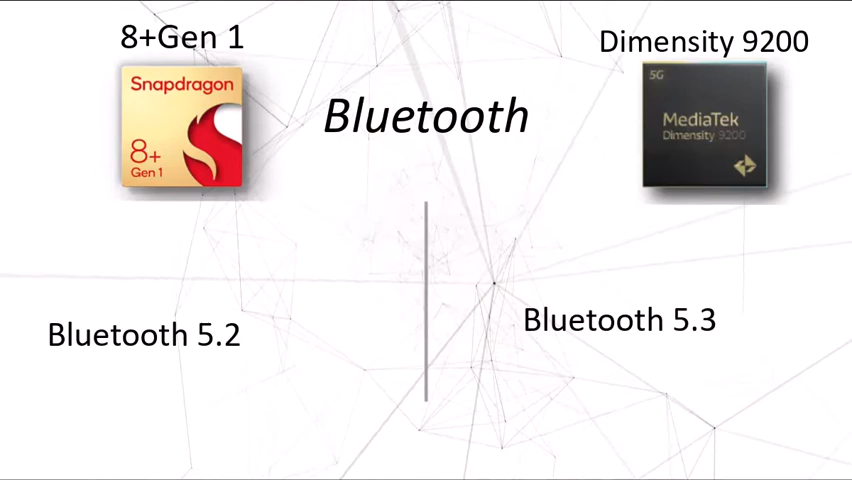 8+Gen 1
Dimensity 9200
Snapdragon
8+
Gen 1
Bluetooth
5G
MediaTek
Dimensity 9200
Bluetooth 5.2
Bluetooth 5.3